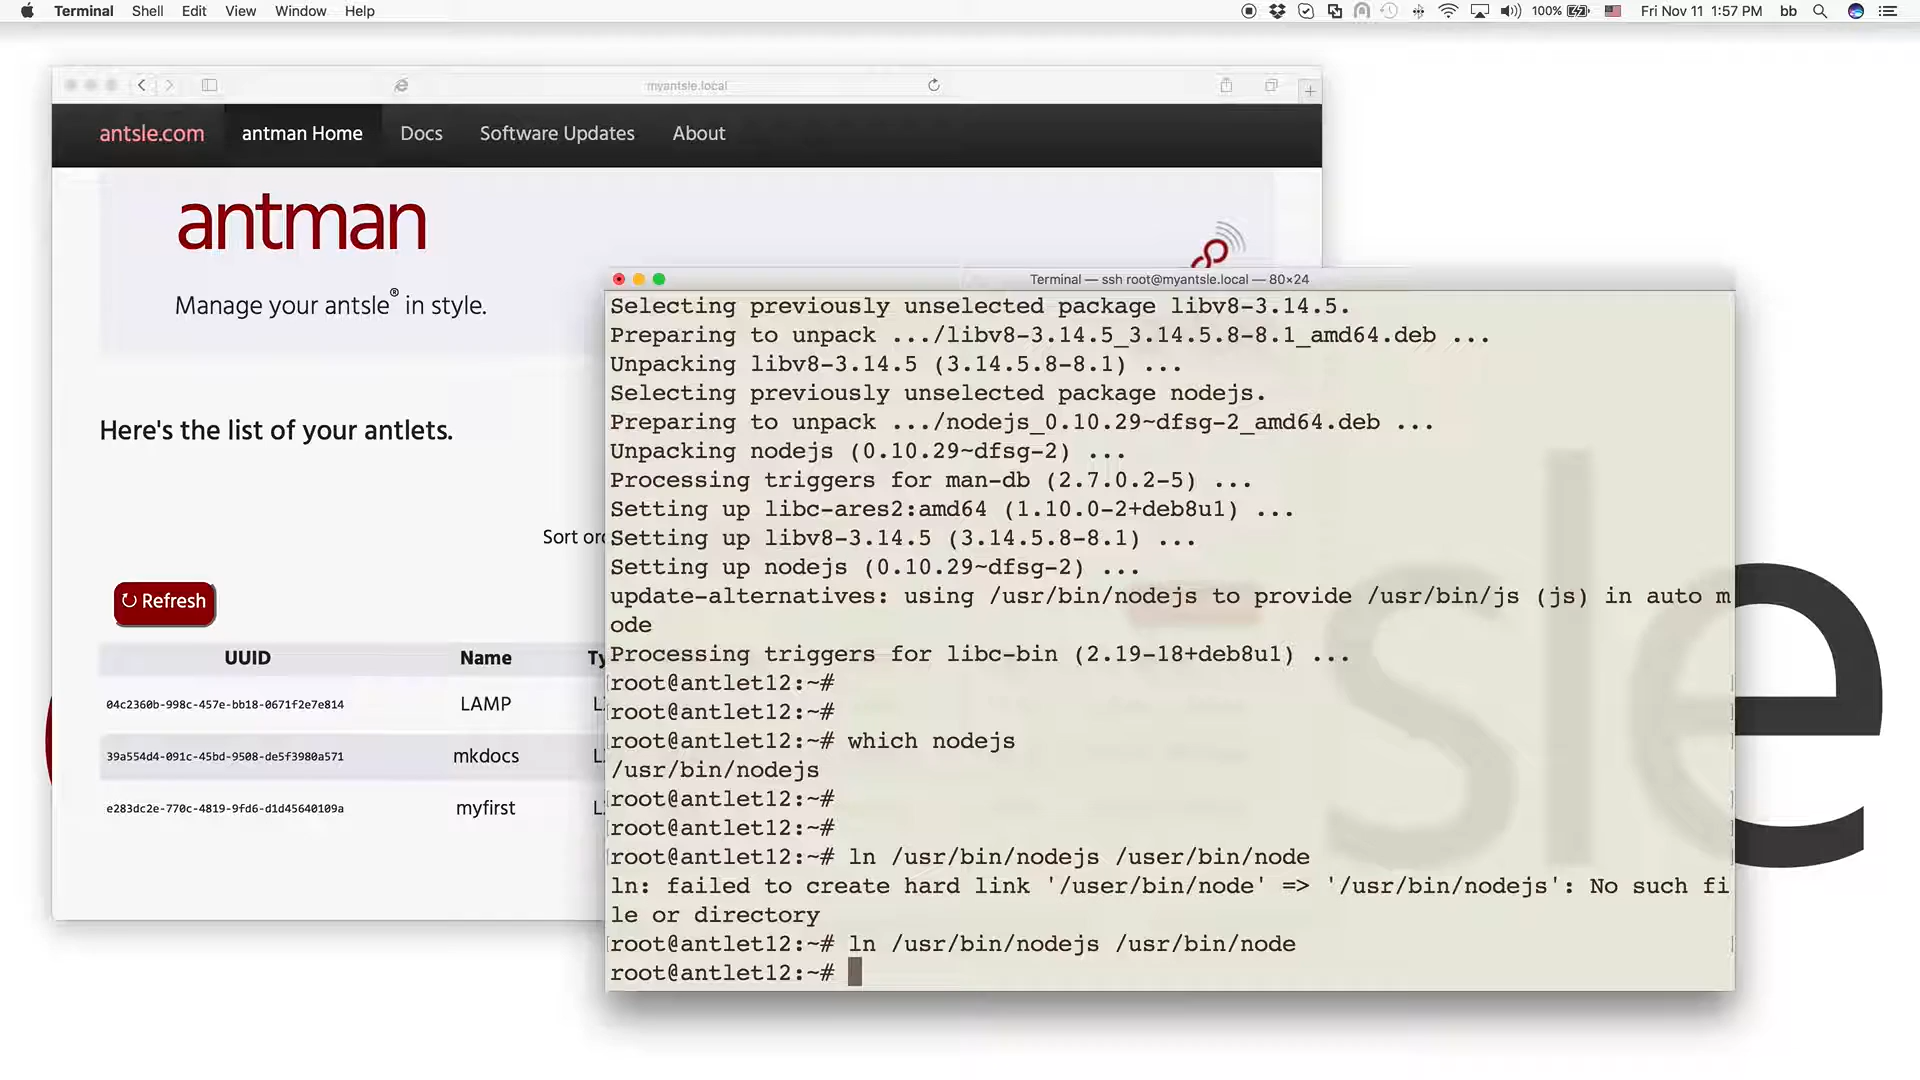 Terminal Shell Edit View Window Help
100% Fri Nov 11 1:57 PM bb
myantsle.local
antsle.com antman Home Docs Software Updates About
antman
Manage your antsle® in style.
Here's the list of your antlets.
Sort
Refresh
UUID Name
04c2360b-998c-457e-bb18-0671f2e7e814 LAMP
39a554d4-091c-45bd-9508-de5f3980a571 mkdocs
e283dc2e-770c-4819-9fd6-d1d45640109a myfirst
Terminal — ssh root@myantsle.local — 80×24
Selecting previously unselected package libv8-3.14.5.
Preparing to unpack .../libv8-3.14.5_3.14.5.8-8.1_amd64.deb ...
Unpacking libv8-3.14.5 (3.14.5.8-8.1) ...
Selecting previously unselected package nodejs.
Preparing to unpack .../nodejs_0.10.29~dfsg-2_amd64.deb ...
Unpacking nodejs (0.10.29~dfsg-2) ...
Processing triggers for man-db (2.7.0.2-5) ...
Setting up libc-ares2:amd64 (1.10.0-2+deb8u1) ...
Setting up libv8-3.14.5 (3.14.5.8-8.1) ...
Setting up nodejs (0.10.29~dfsg-2) ...
update-alternatives: using /usr/bin/nodejs to provide /usr/bin/js (js) in auto m
ode
Processing triggers for libc-bin (2.19-18+deb8u1) ...
root@antlet12:~#
root@antlet12:~#
root@antlet12:~# which nodejs
/usr/bin/nodejs
root@antlet12:~#
root@antlet12:~#
root@antlet12:~# ln /usr/bin/nodejs /user/bin/node
ln: failed to create hard link '/user/bin/node' => '/usr/bin/nodejs': No such fi
le or directory
root@antlet12:~# ln /usr/bin/nodejs /usr/bin/node
root@antlet12:~#
sle